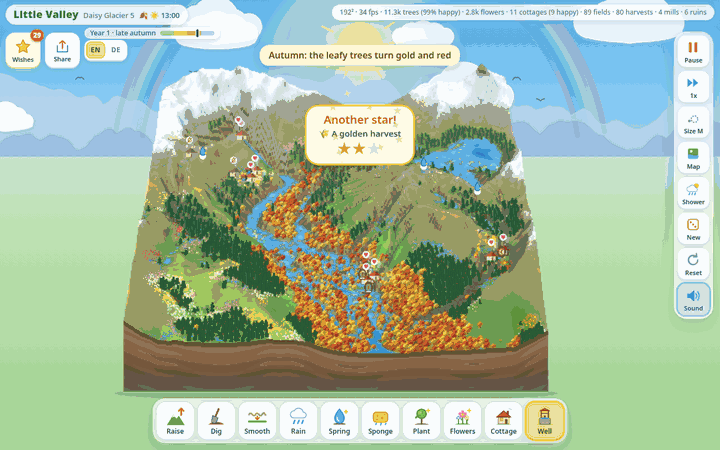 Little Valley Daisy Glacier 5 🍂 ☀ 13:00
192² · 34 fps · 11.3k trees (99% happy) · 2.8k flowers · 11 cottages (9 happy) · 89 fields · 80 harvests · 4 mills · 6 ruins
Year 1 · late autumn
29
Wishes
Share
EN DE
Autumn: the leafy trees turn gold and red
Another star!
A golden harvest
Pause
1x
Size M
Map
Shower
New
Reset
Sound
Raise
Dig
Smooth
Rain
Spring
Sponge
Plant
Flowers
Cottage
Well